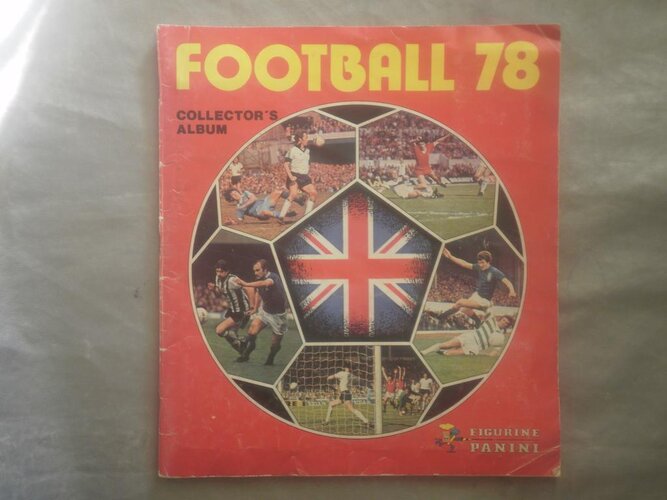 FOOTBALL 78
COLLECTOR'S
ALBUM
FIGURINE
PANINI